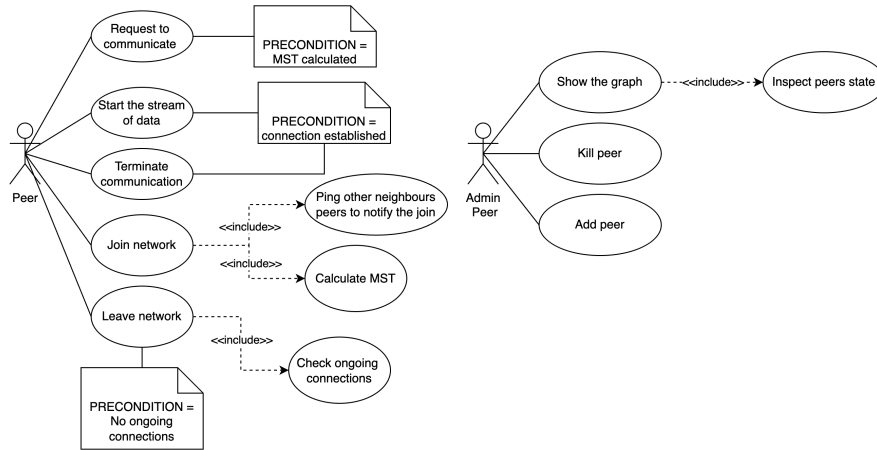 Request to
communicate
PRECONDITION =
MST calculated
Start the stream
of data
PRECONDITION =
connection established
Terminate
communication
Peer
Ping other neighbours
peers to notify the join
<<include>>
Join network
<<include>>
Calculate MST
Leave network
<<include>>
Check ongoing
connections
PRECONDITION =
No ongoing
connections
Show the graph
<<include>>
Inspect peers state
Kill peer
Admin
Peer
Add peer